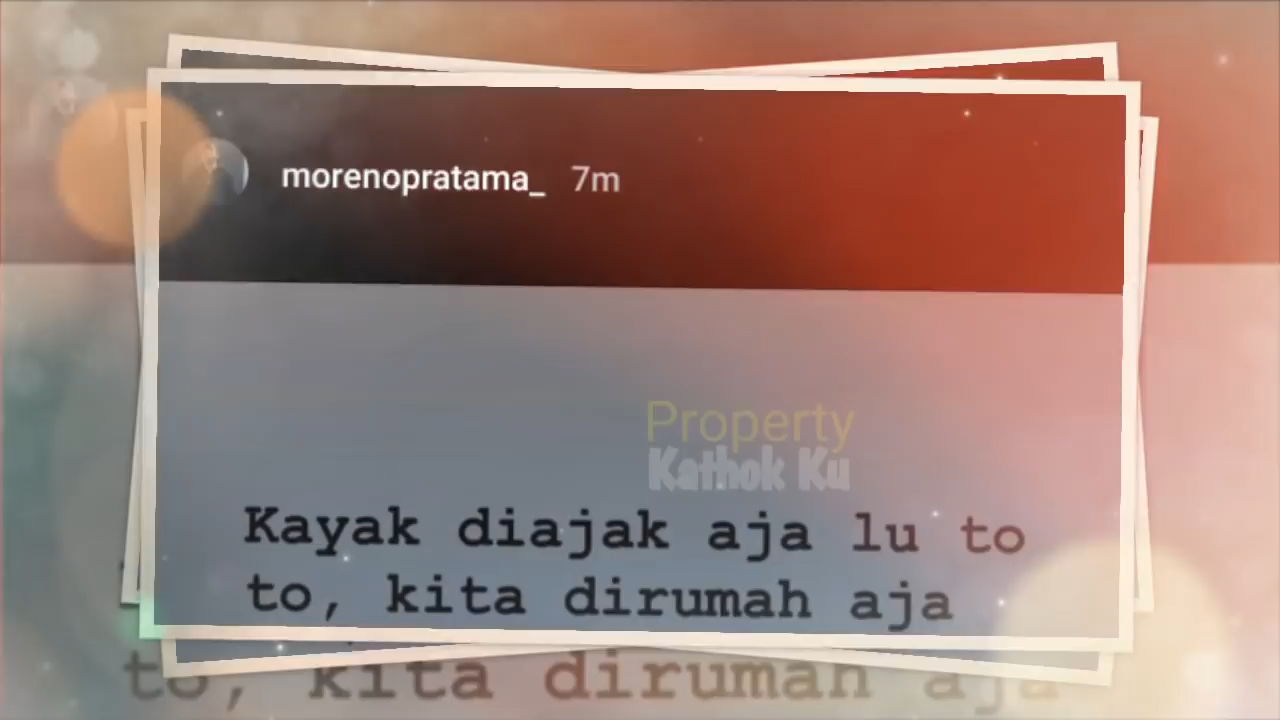 morenopratama_ 7m
Property
Kathok Ku
Kayak diajak aja lu to
to, kita dirumah aja
to, kita dirumah aja